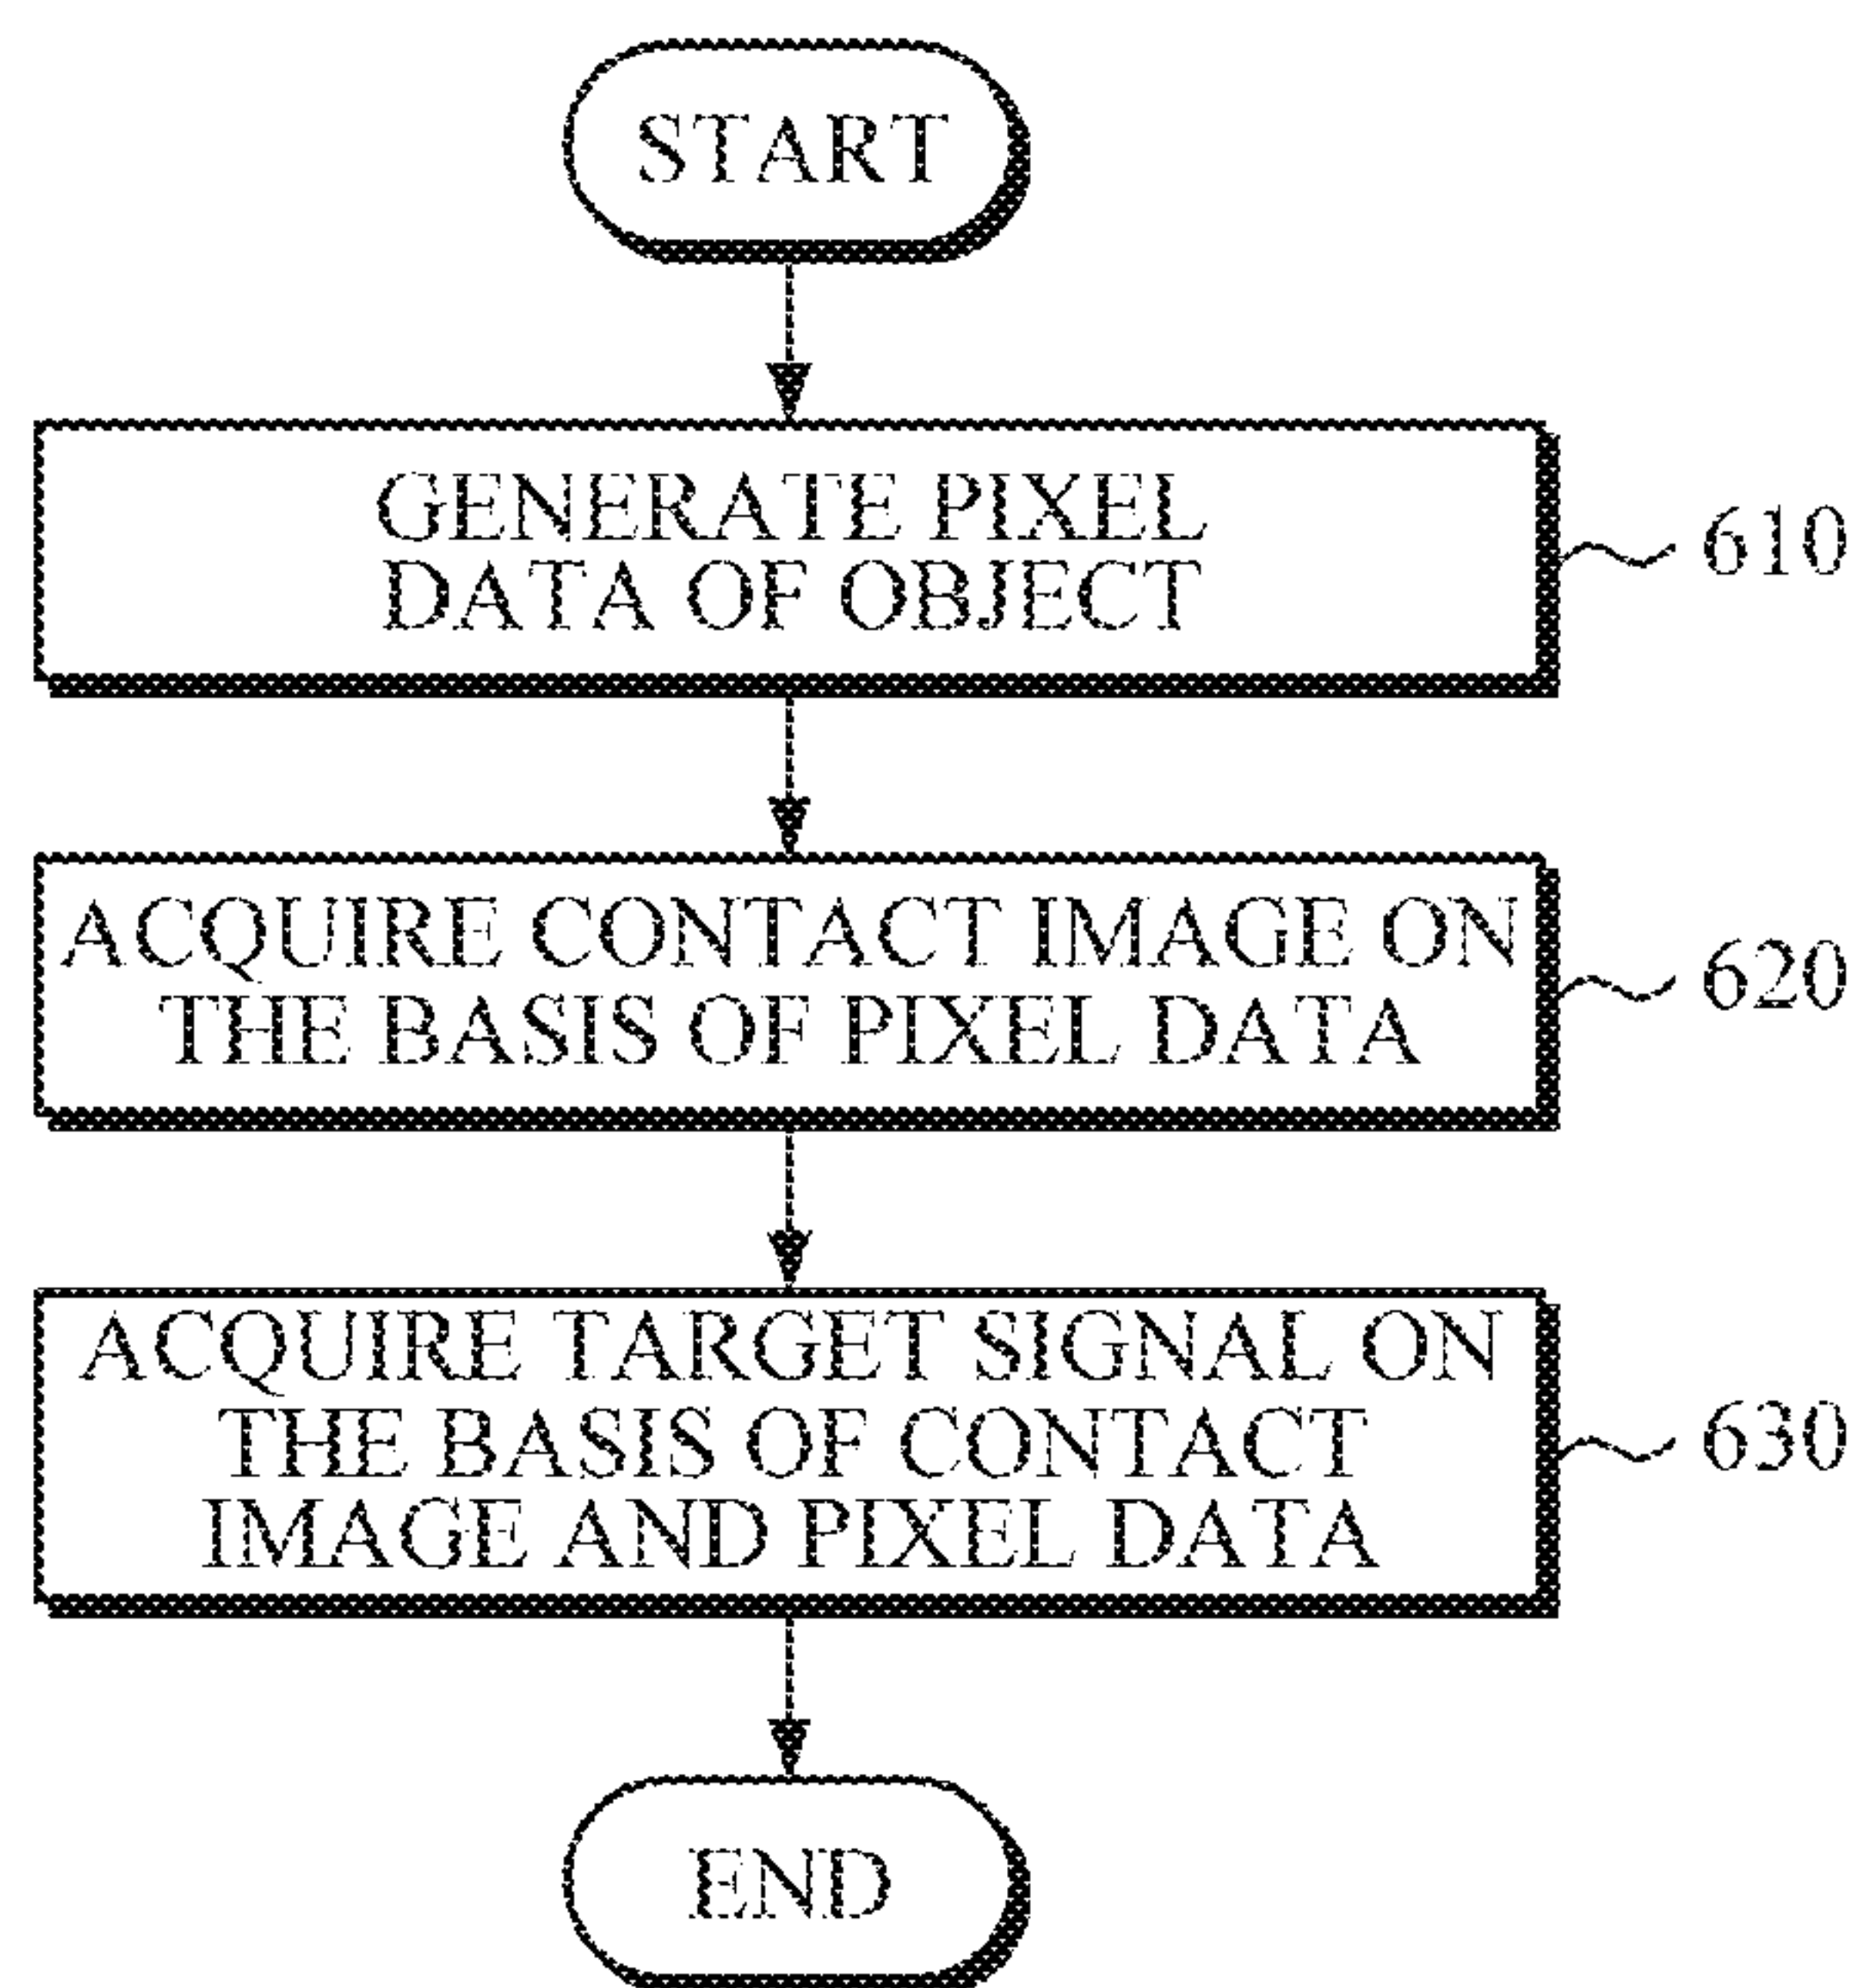 START
GENERATE PIXEL
DATA OF OBJECT
610
ACQUIRE CONTACT IMAGE ON
THE BASIS OF PIXEL DATA
620
ACQUIRE TARGET SIGNAL ON
THE BASIS OF CONTACT
IMAGE AND PIXEL DATA
630
END